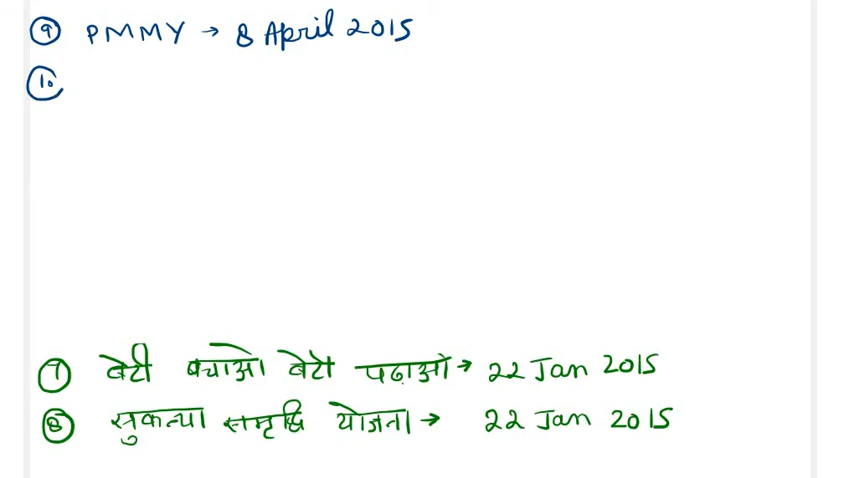 9 PMMY → 8 April 2015
10
7 बेटी बचाओ बेटी पढ़ाओ → 22 Jan 2015
8 सुकन्या समृद्धि योजना → 22 Jan 2015